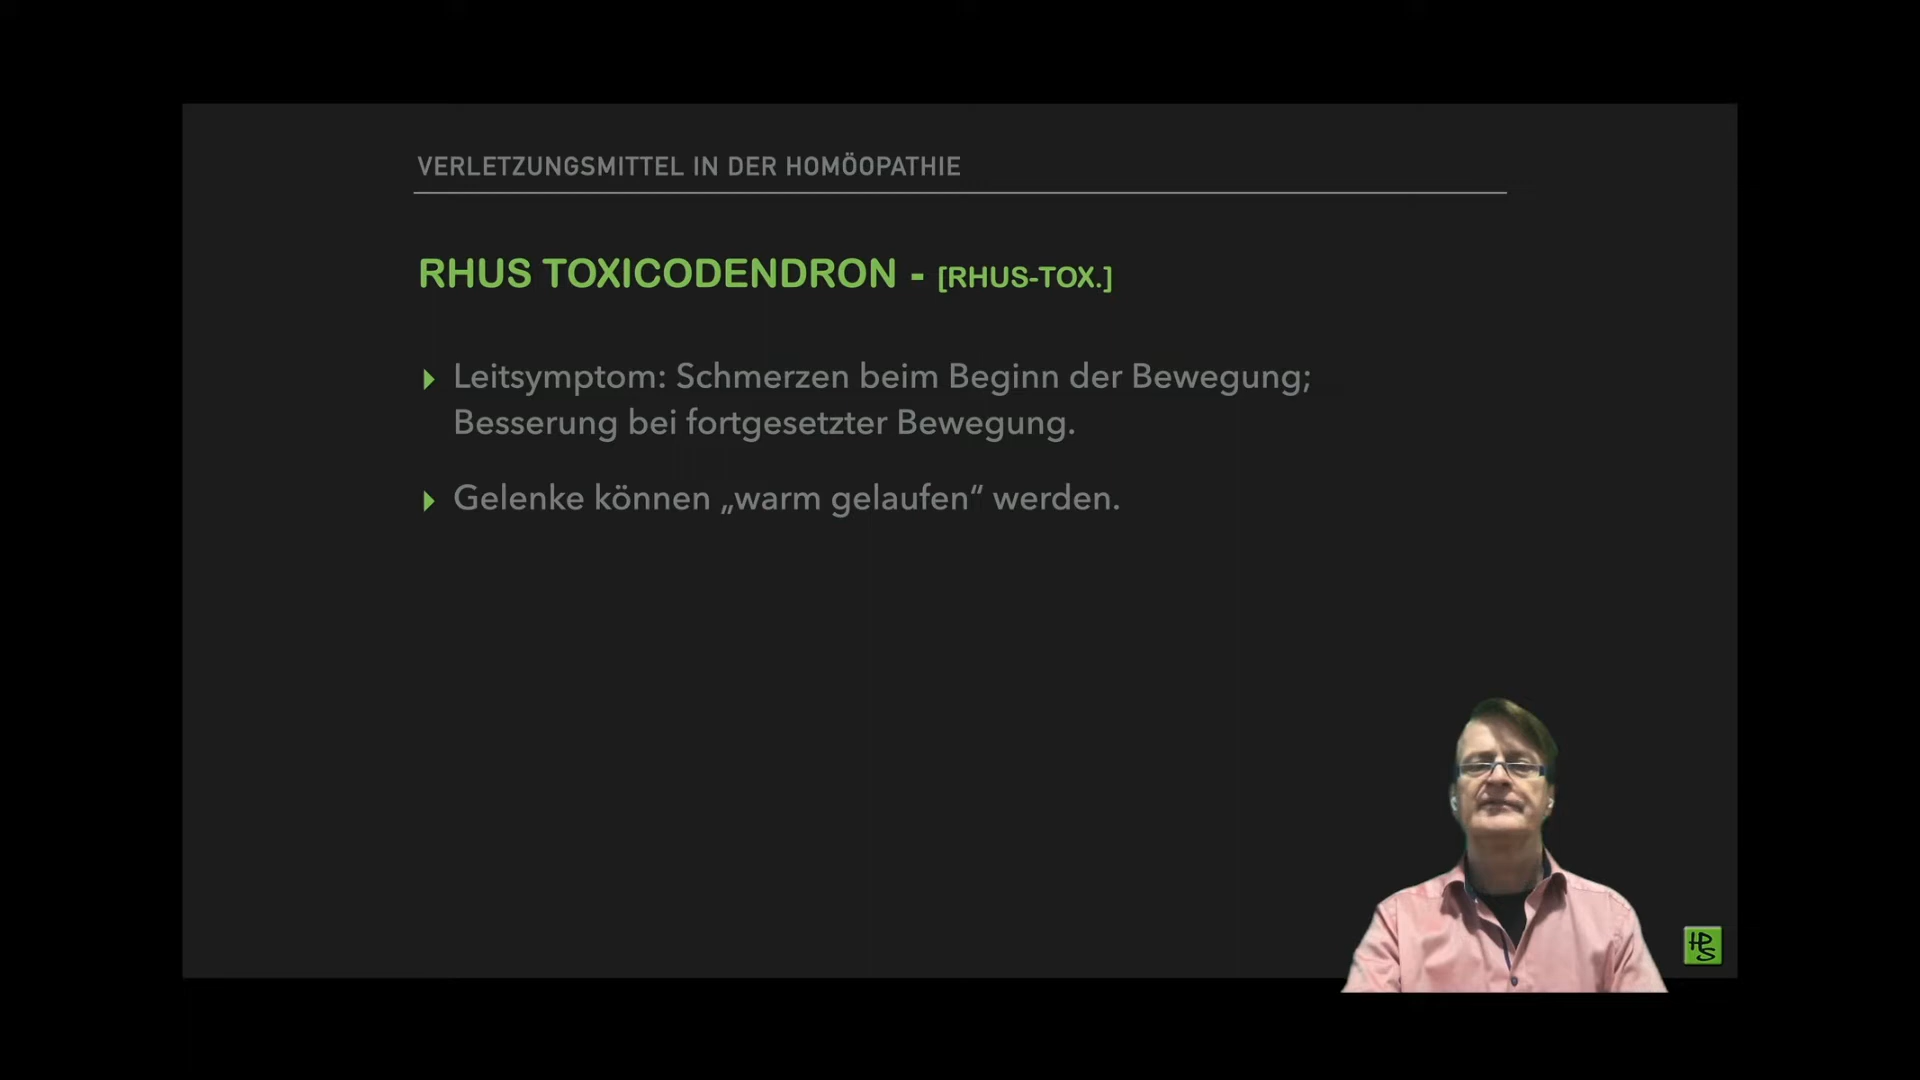 VERLETZUNGSMITTEL IN DER HOMÖOPATHIE
RHUS TOXICODENDRON - [RHUS-TOX.]
Leitsymptom: Schmerzen beim Beginn der Bewegung;
Besserung bei fortgesetzter Bewegung.
Gelenke können „warm gelaufen“ werden.
HPS